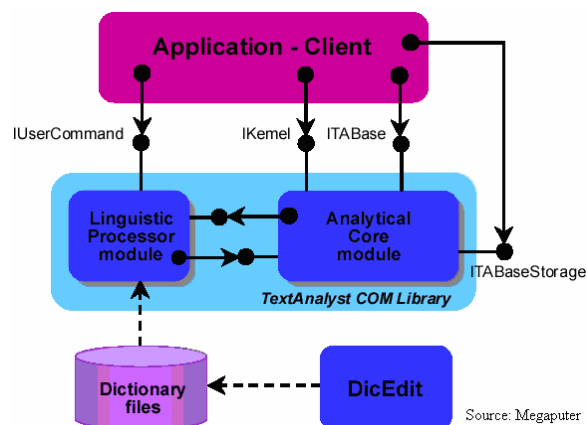 Application - Client
IUserCommand
IKernel
ITABase
Linguistic
Processor
module
Analytical
Core
module
ITABaseStorage
TextAnalyst COM Library
Dictionary
files
DicEdit
Source: Megaputer